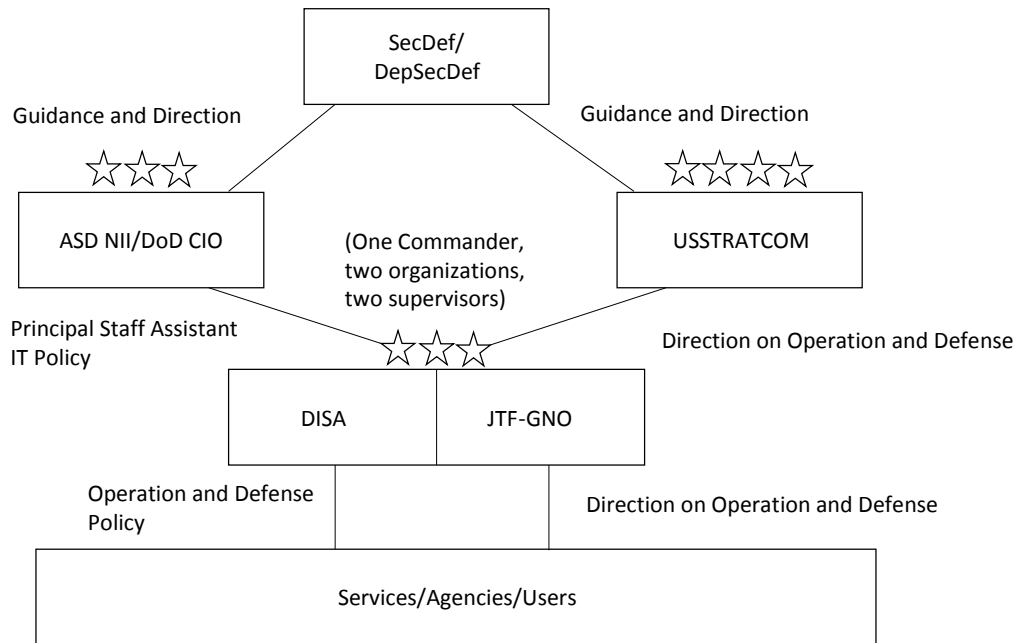 SecDef/
DepSecDef
Guidance and Direction
Guidance and Direction
ASD NII/DoD CIO
(One Commander,
two organizations,
two supervisors)
USSTRATCOM
Principal Staff Assistant
IT Policy
Direction on Operation and Defense
DISA
JTF-GNO
Operation and Defense
Policy
Direction on Operation and Defense
Services/Agencies/Users